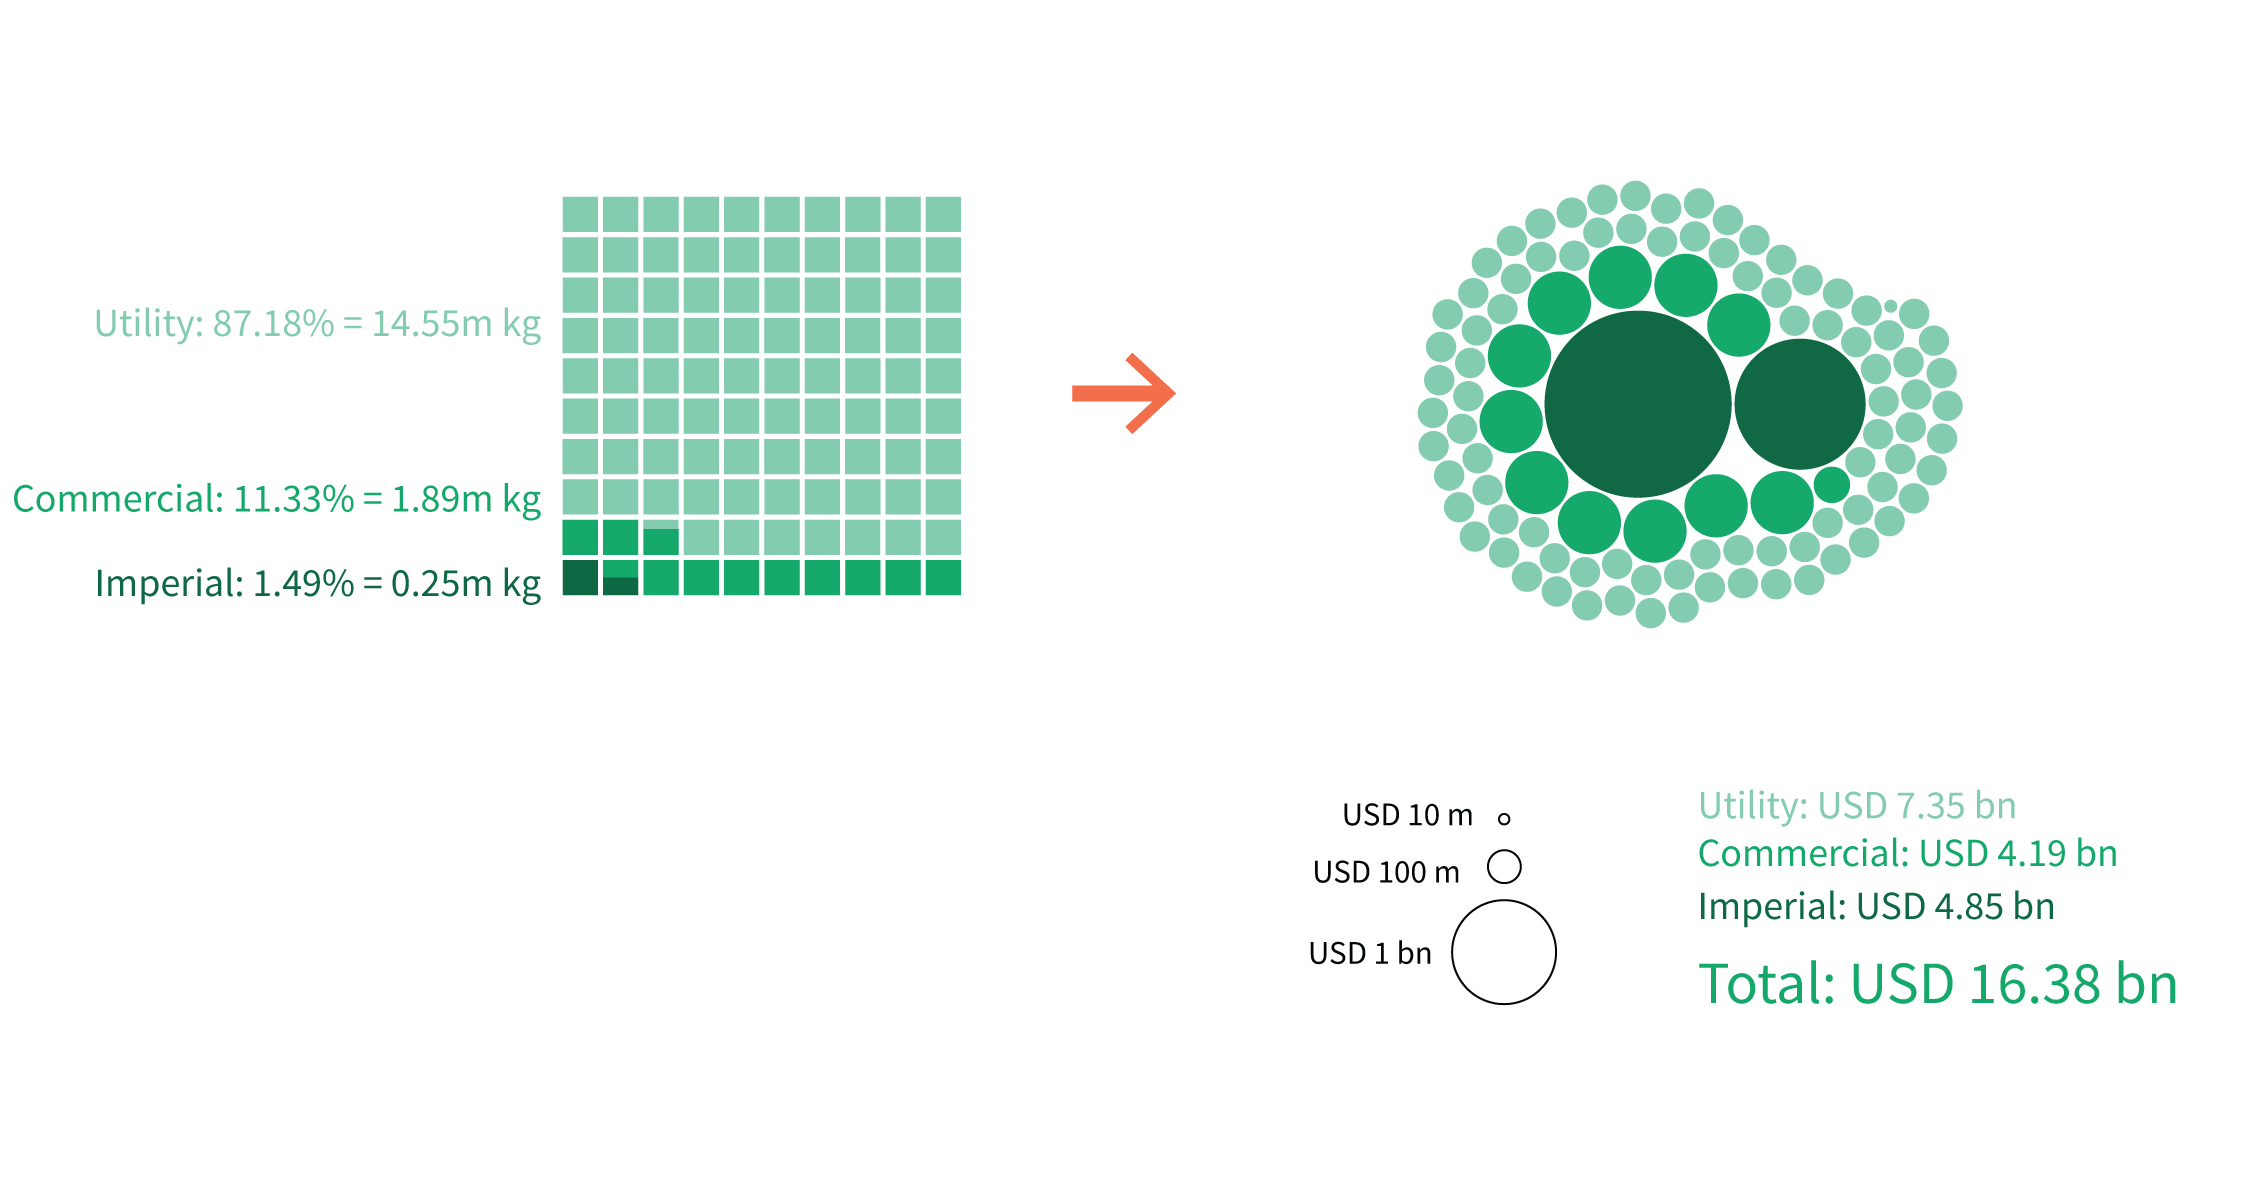 Utility: 87.18% = 14.55m kg
Commercial: 11.33% = 1.89m kg
Imperial: 1.49% = 0.25m kg
USD 10 m
USD 100 m
USD 1 bn
Utility: USD 7.35 bn
Commercial: USD 4.19 bn
Imperial: USD 4.85 bn
Total: USD 16.38 bn